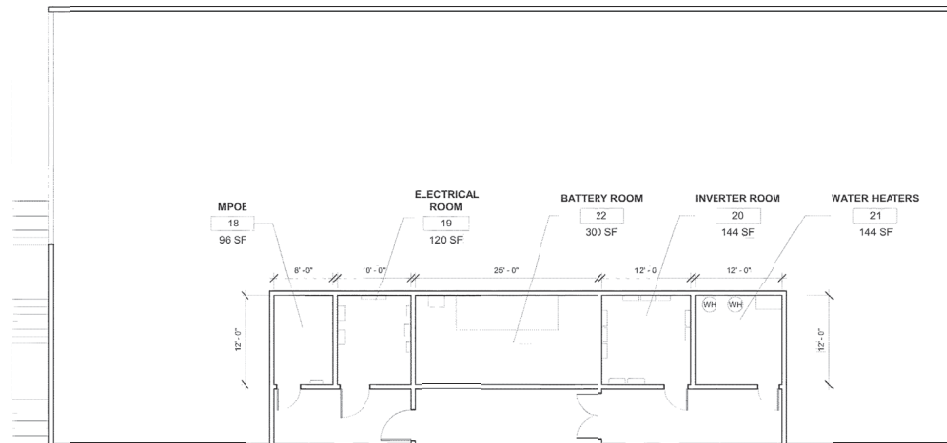 MPOE
18
96 SF
ELECTRICAL
ROOM
19
120 SF
BATTERY ROOM
22
300 SF
INVERTER ROOM
20
144 SF
WATER HEATERS
21
144 SF
8' - 0"
0' - 0"
25' - 0"
12' - 0
12' - 0"
12' - 0"
WH
WH
12' - 0"